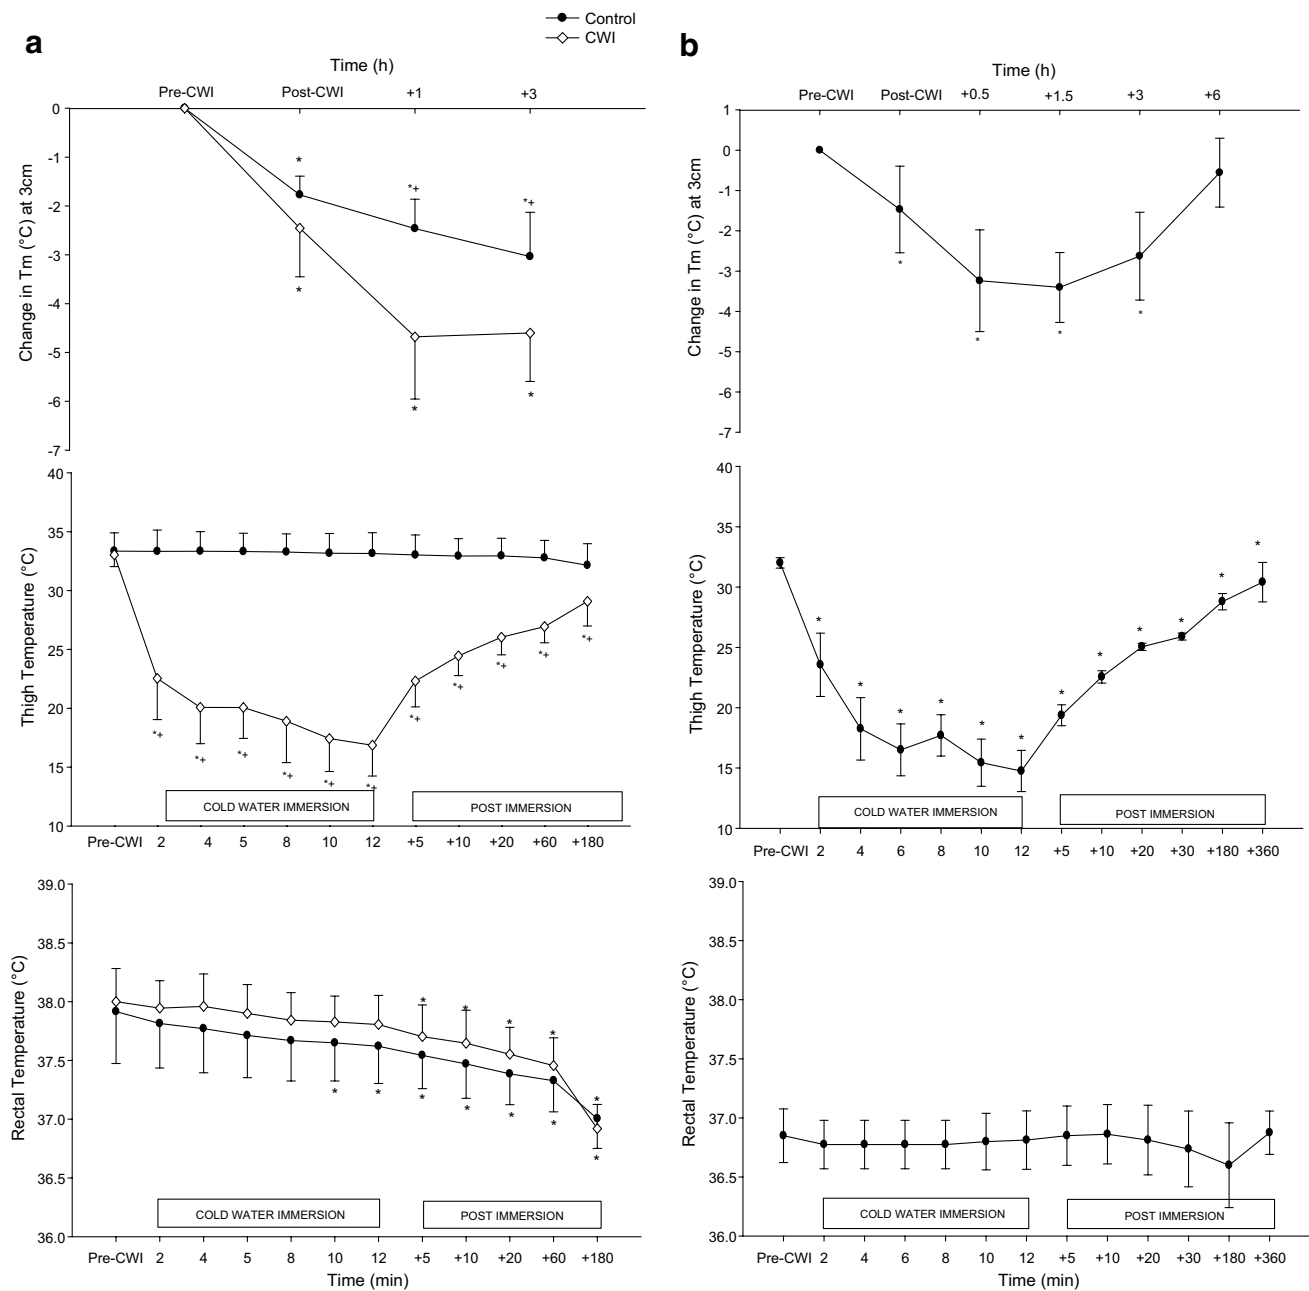 Control
CWI
a
Time (h)
Pre-CWI Post-CWI +1 +3
0
-1
-2
-3
-4
-5
-6
-7
Change in Tm (°C) at 3cm
*
*+
*+
*
*
*
40
35
30
25
20
15
10
Thigh Temperature (°C)
*+ *+ *+ *+ *+ *+ *+ *+ *+ *+ *+
COLD WATER IMMERSION POST IMMERSION
Pre-CWI 2 4 5 8 10 12 +5 +10 +20 +60 +180
39.0
38.5
38.0
37.5
37.0
36.5
36.0
Rectal Temperature (°C)
* * * * *
* * * * * * *
COLD WATER IMMERSION POST IMMERSION
Pre-CWI 2 4 5 8 10 12 +5 +10 +20 +60 +180
Time (min)
b
Time (h)
Pre-CWI Post-CWI +0.5 +1.5 +3 +6
1
0
-1
-2
-3
-4
-5
-6
-7
Change in Tm (°C) at 3cm
* * * *
40
35
30
25
20
15
10
Thigh Temperature (°C)
* * * * * * * * * * * *
COLD WATER IMMERSION POST IMMERSION
Pre-CWI 2 4 6 8 10 12 +5 +10 +20 +30 +180 +360
39.0
38.5
38.0
37.5
37.0
36.5
36.0
Rectal Temperature (°C)
COLD WATER IMMERSION POST IMMERSION
Pre-CWI 2 4 6 8 10 12 +5 +10 +20 +30 +180 +360
Time (min)